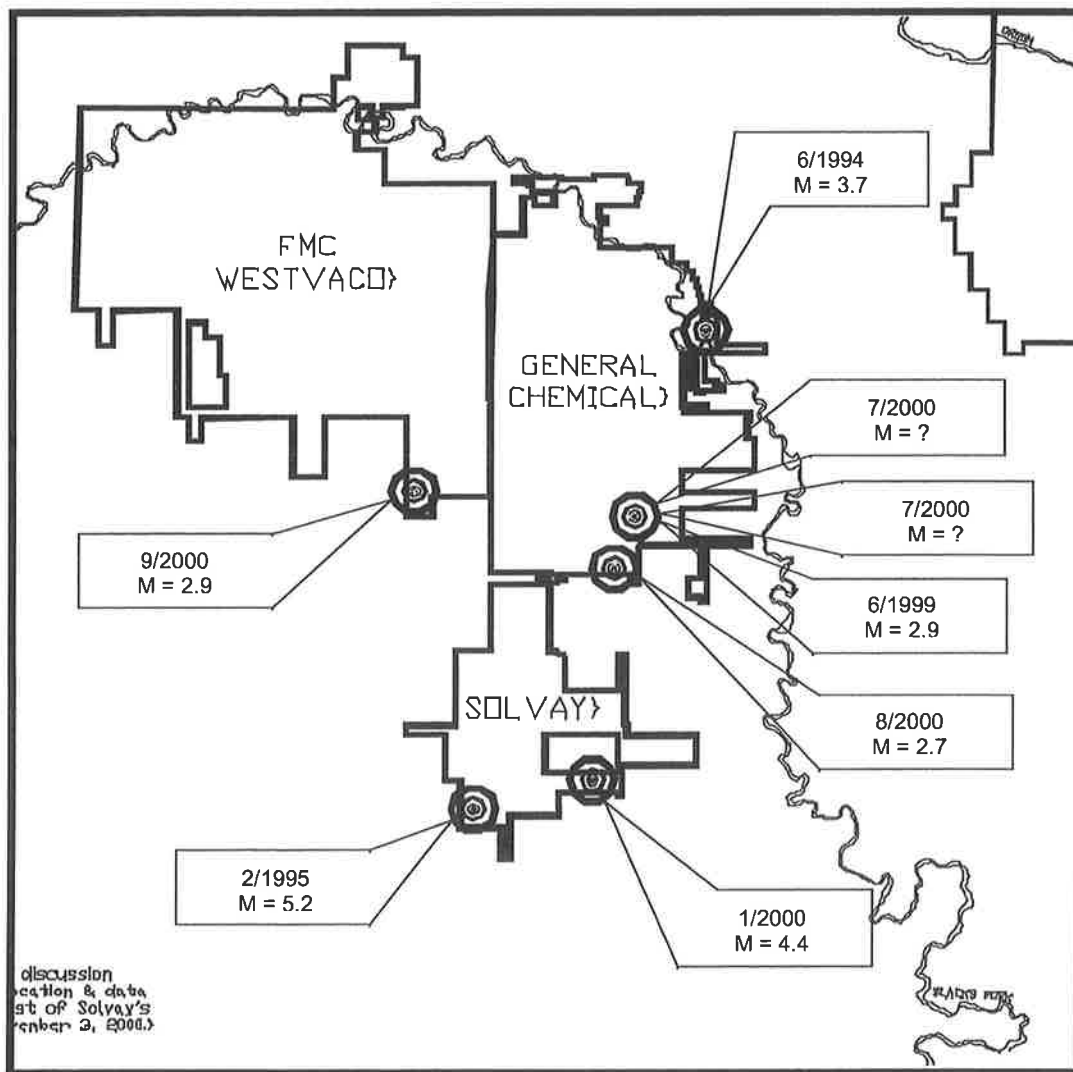 6/1994
M = 3.7
FMC
WESTVACO}
GENERAL
CHEMICAL}
7/2000
M = ?
7/2000
M = ?
9/2000
M = 2.9
6/1999
M = 2.9
SOLVAY}
8/2000
M = 2.7
2/1995
M = 5.2
1/2000
M = 4.4
discussion
ocation & data
st of Solvay's
3, 2000.}